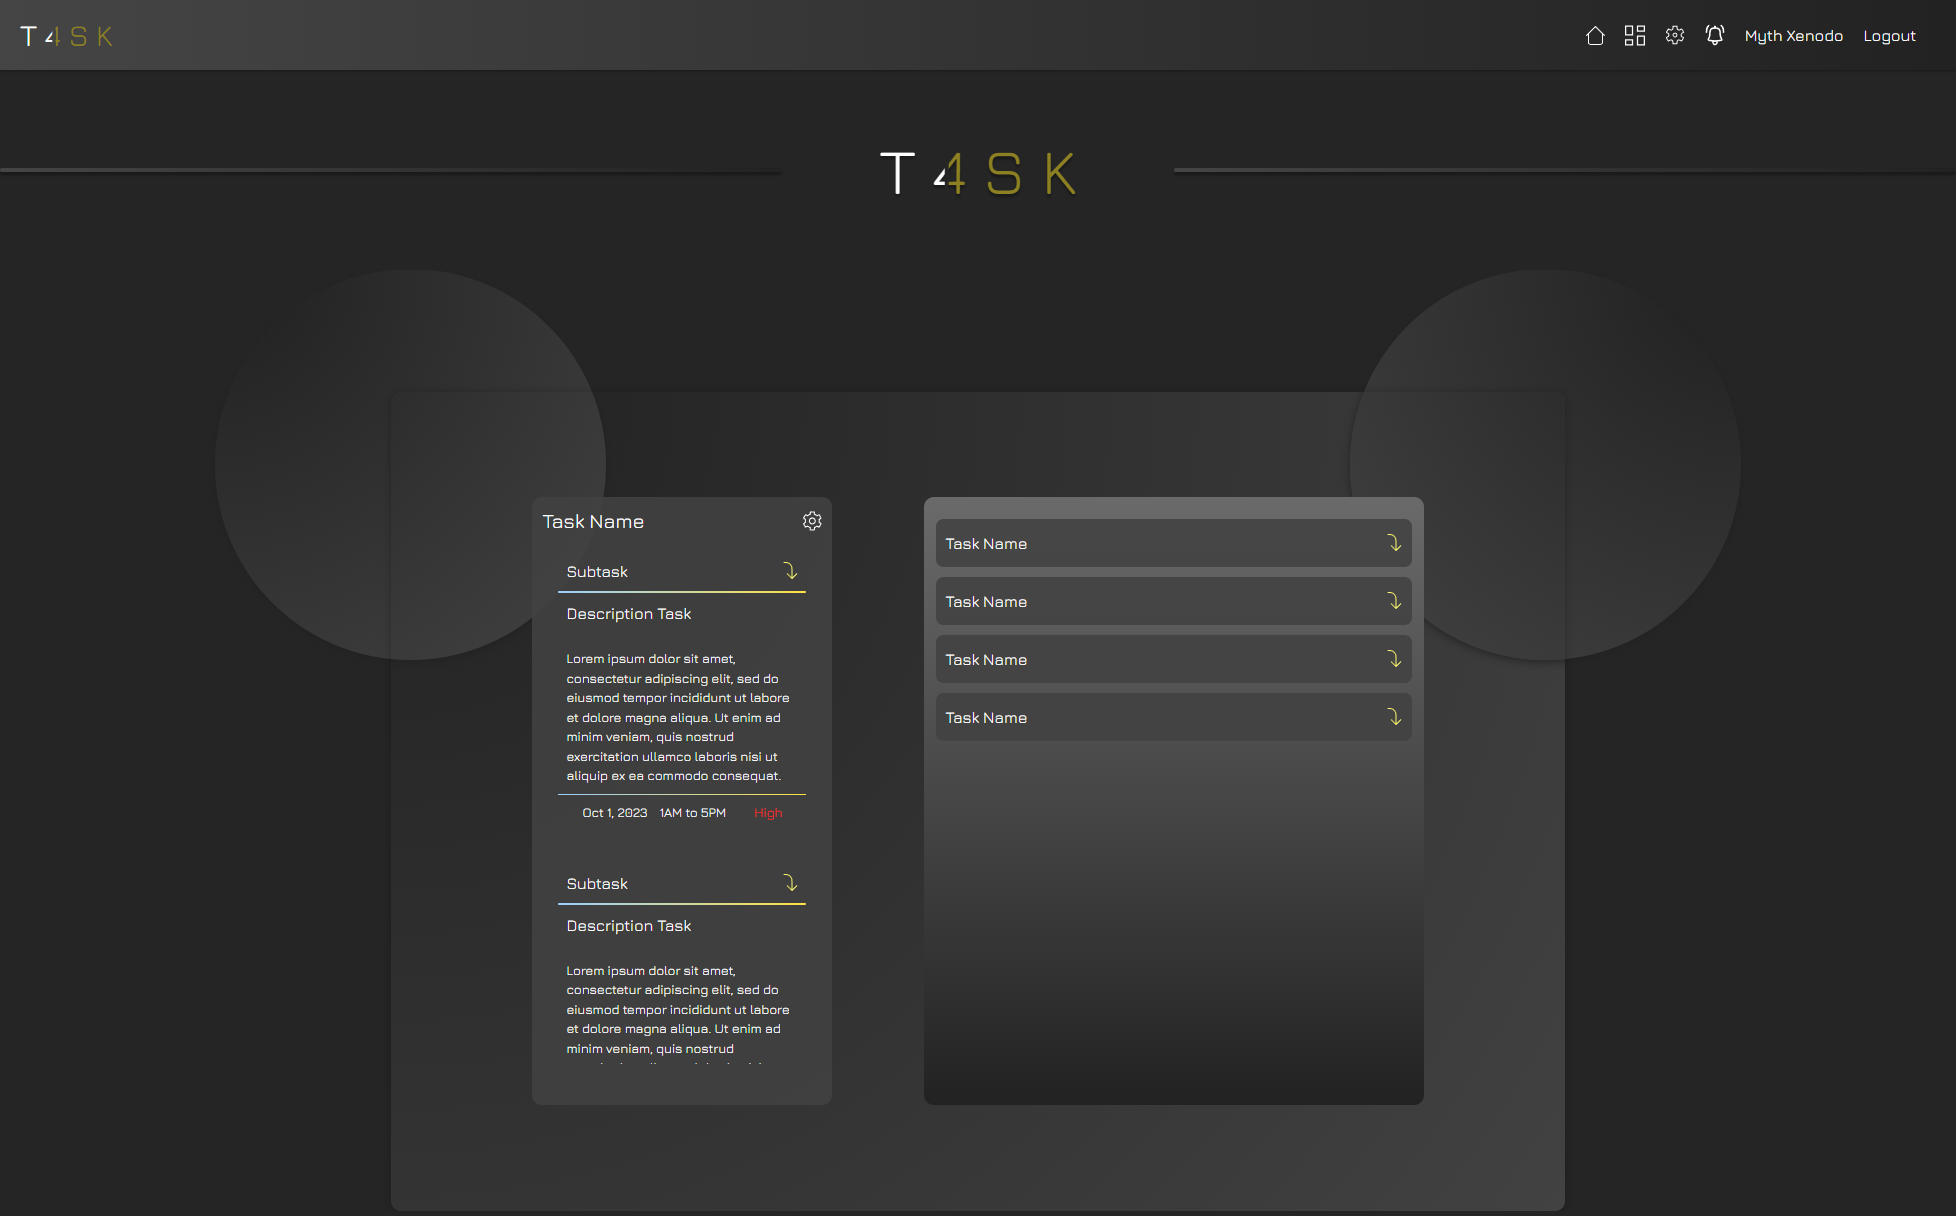 T4SK
Myth Xenodo
Logout
T4SK
Task Name
Subtask
Description Task
Lorem ipsum dolor sit amet,
consectetur adipiscing elit, sed do
eiusmod tempor incididunt ut labore
et dolore magna aliqua. Ut enim ad
minim veniam, quis nostrud
exercitation ullamco laboris nisi ut
aliquip ex ea commodo consequat.
Oct 1, 2023 1AM to 5PM High
Subtask
Description Task
Lorem ipsum dolor sit amet,
consectetur adipiscing elit, sed do
eiusmod tempor incididunt ut labore
et dolore magna aliqua. Ut enim ad
minim veniam, quis nostrud
Task Name
Task Name
Task Name
Task Name